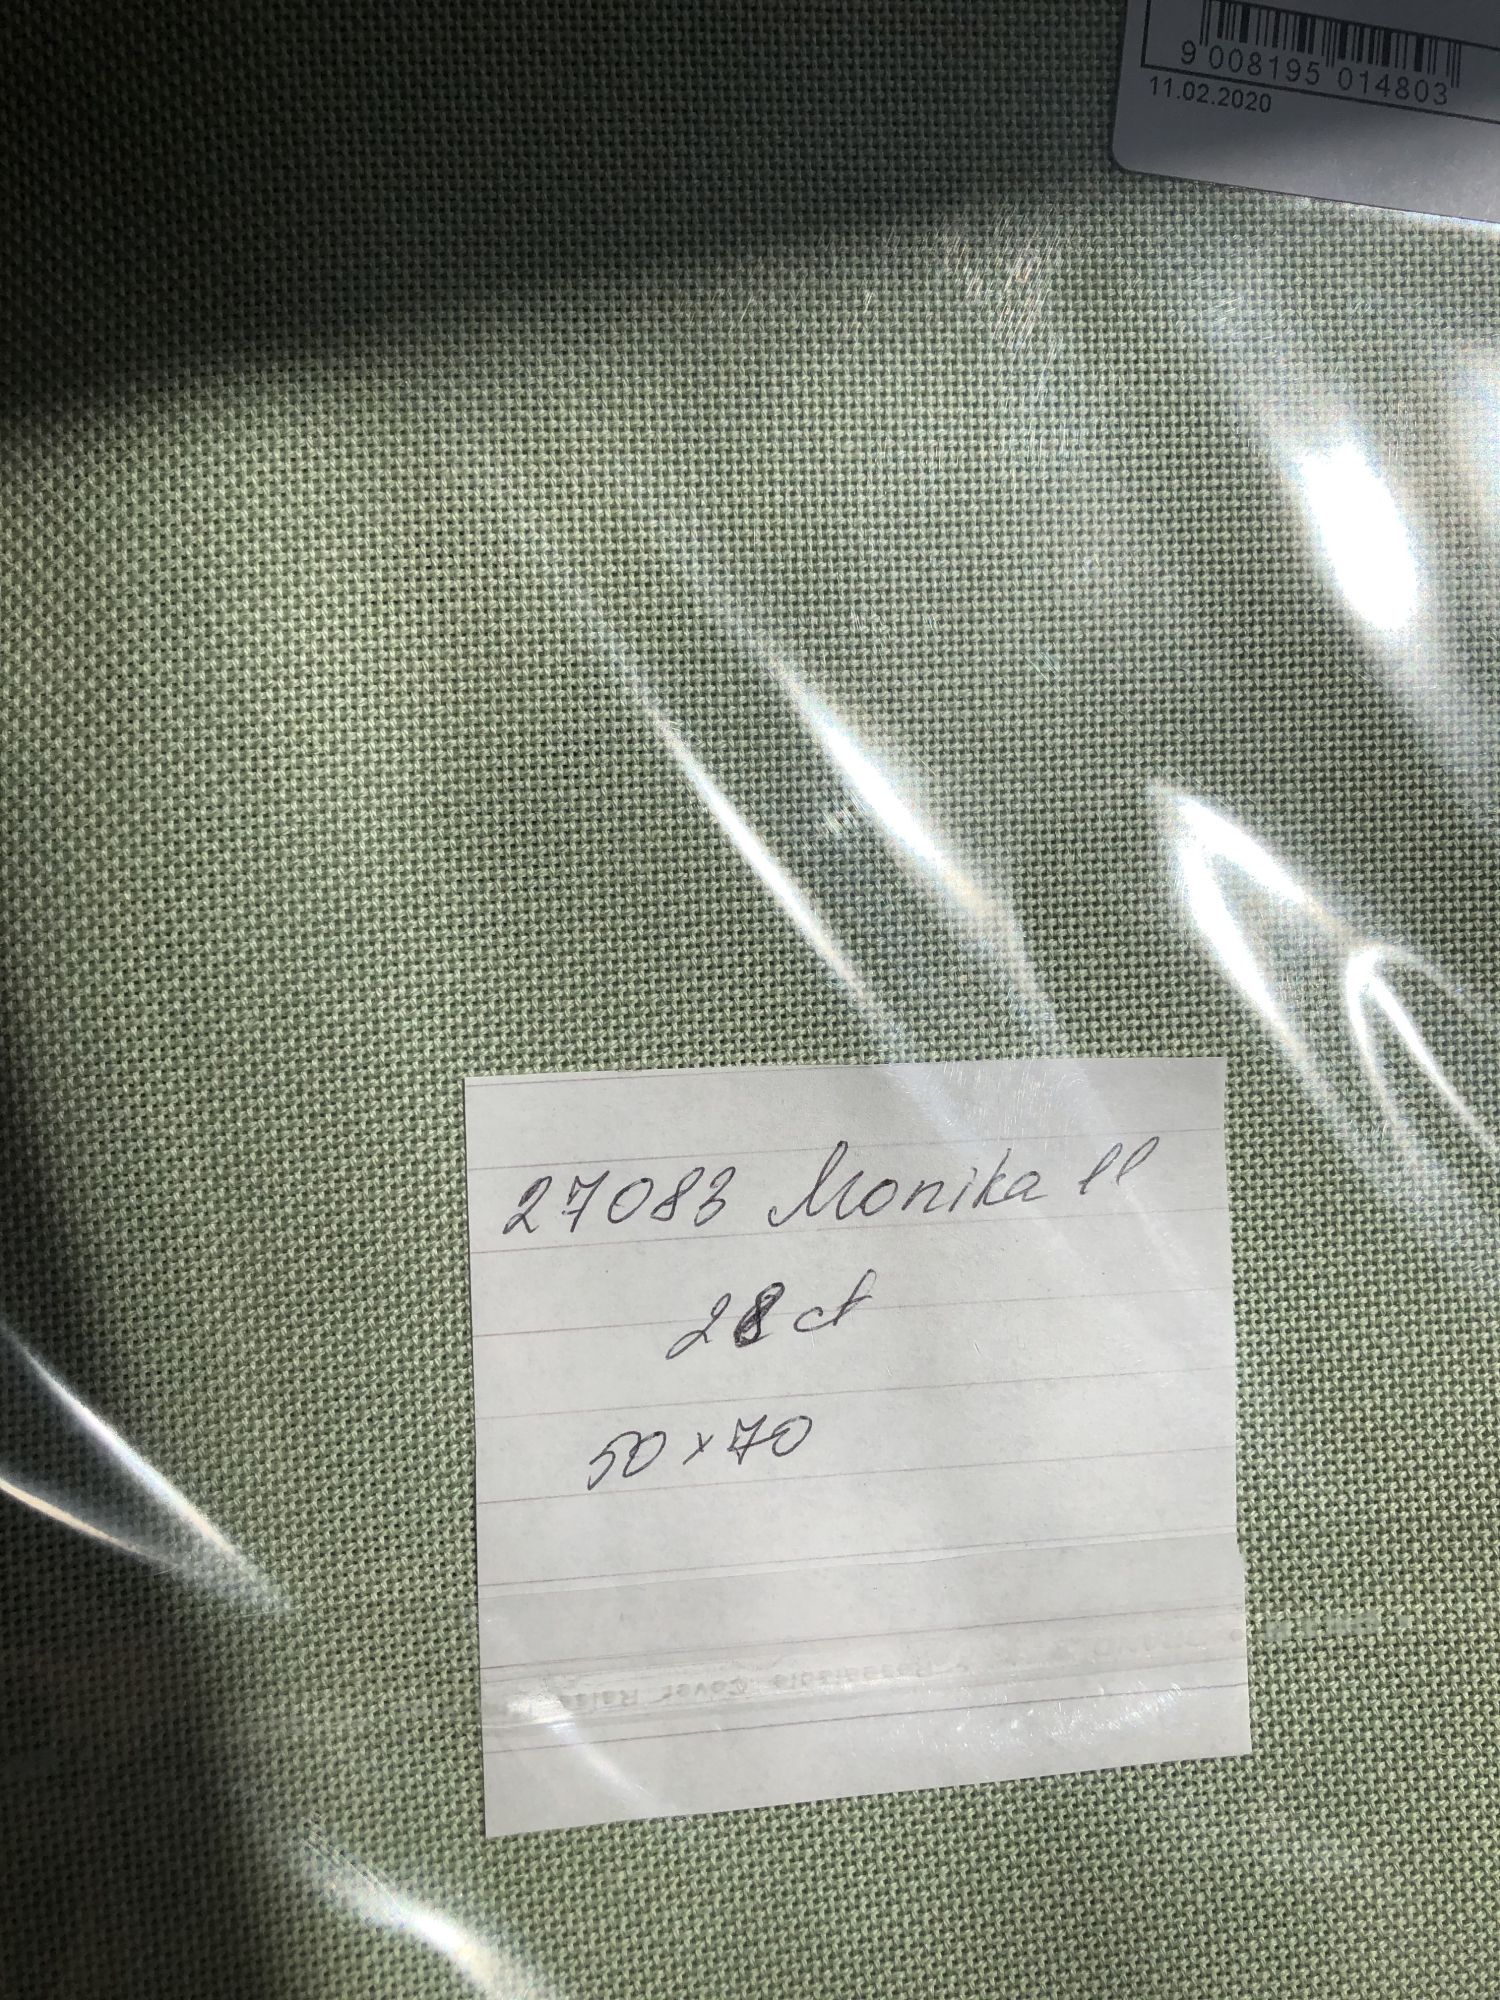 9 008195 014803
11.02.2020
27083 Monika ll
28 ct
50 x 70